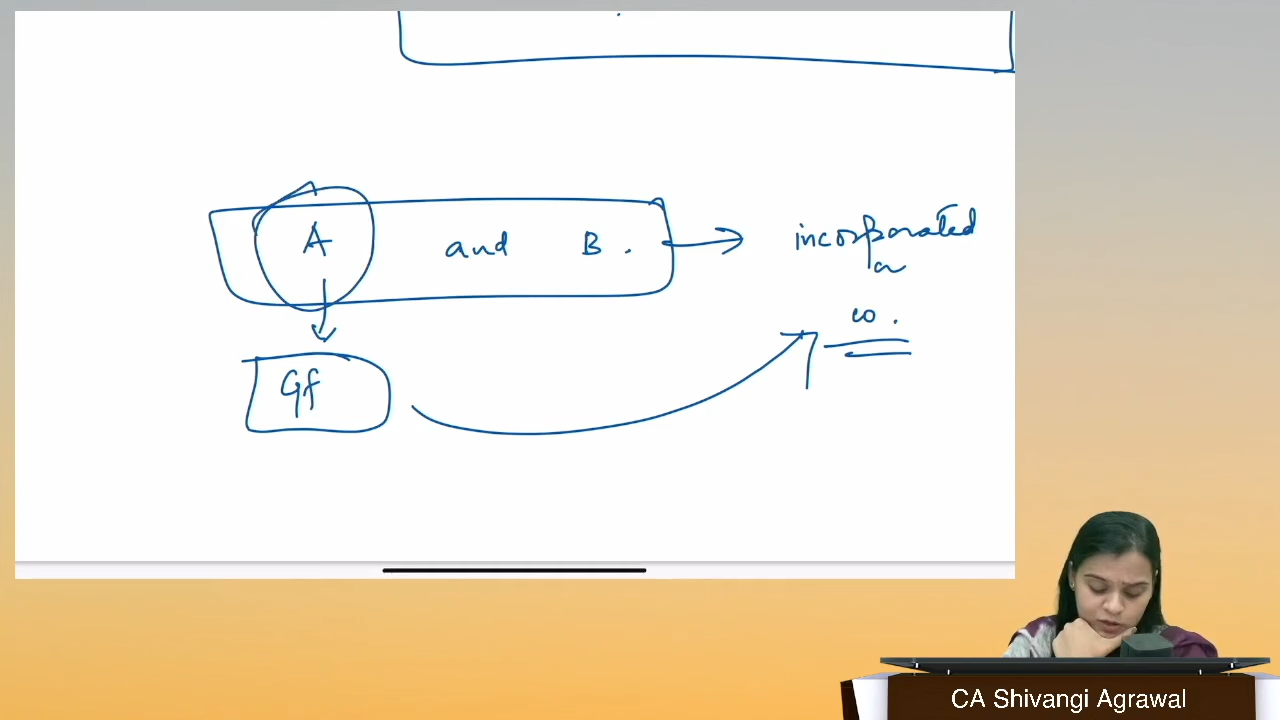 A and B. → incorporated
a
co.
Gf
CA Shivangi Agrawal